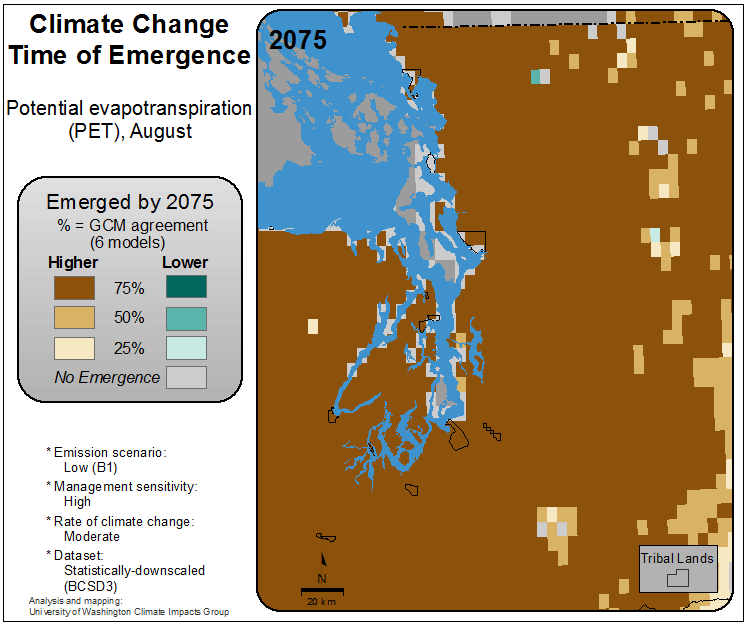 Climate Change
Time of Emergence
Potential evapotranspiration
(PET), August
Emerged by 2075
% = GCM agreement
(6 models)
Higher Lower
75%
50%
25%
No Emergence
* Emission scenario:
Low (B1)
* Management sensitivity:
High
* Rate of climate change:
Moderate
* Dataset:
Statistically-downscaled
(BCSD3)
Analysis and mapping:
University of Washington Climate Impacts Group
2075
N
20 km
Tribal Lands